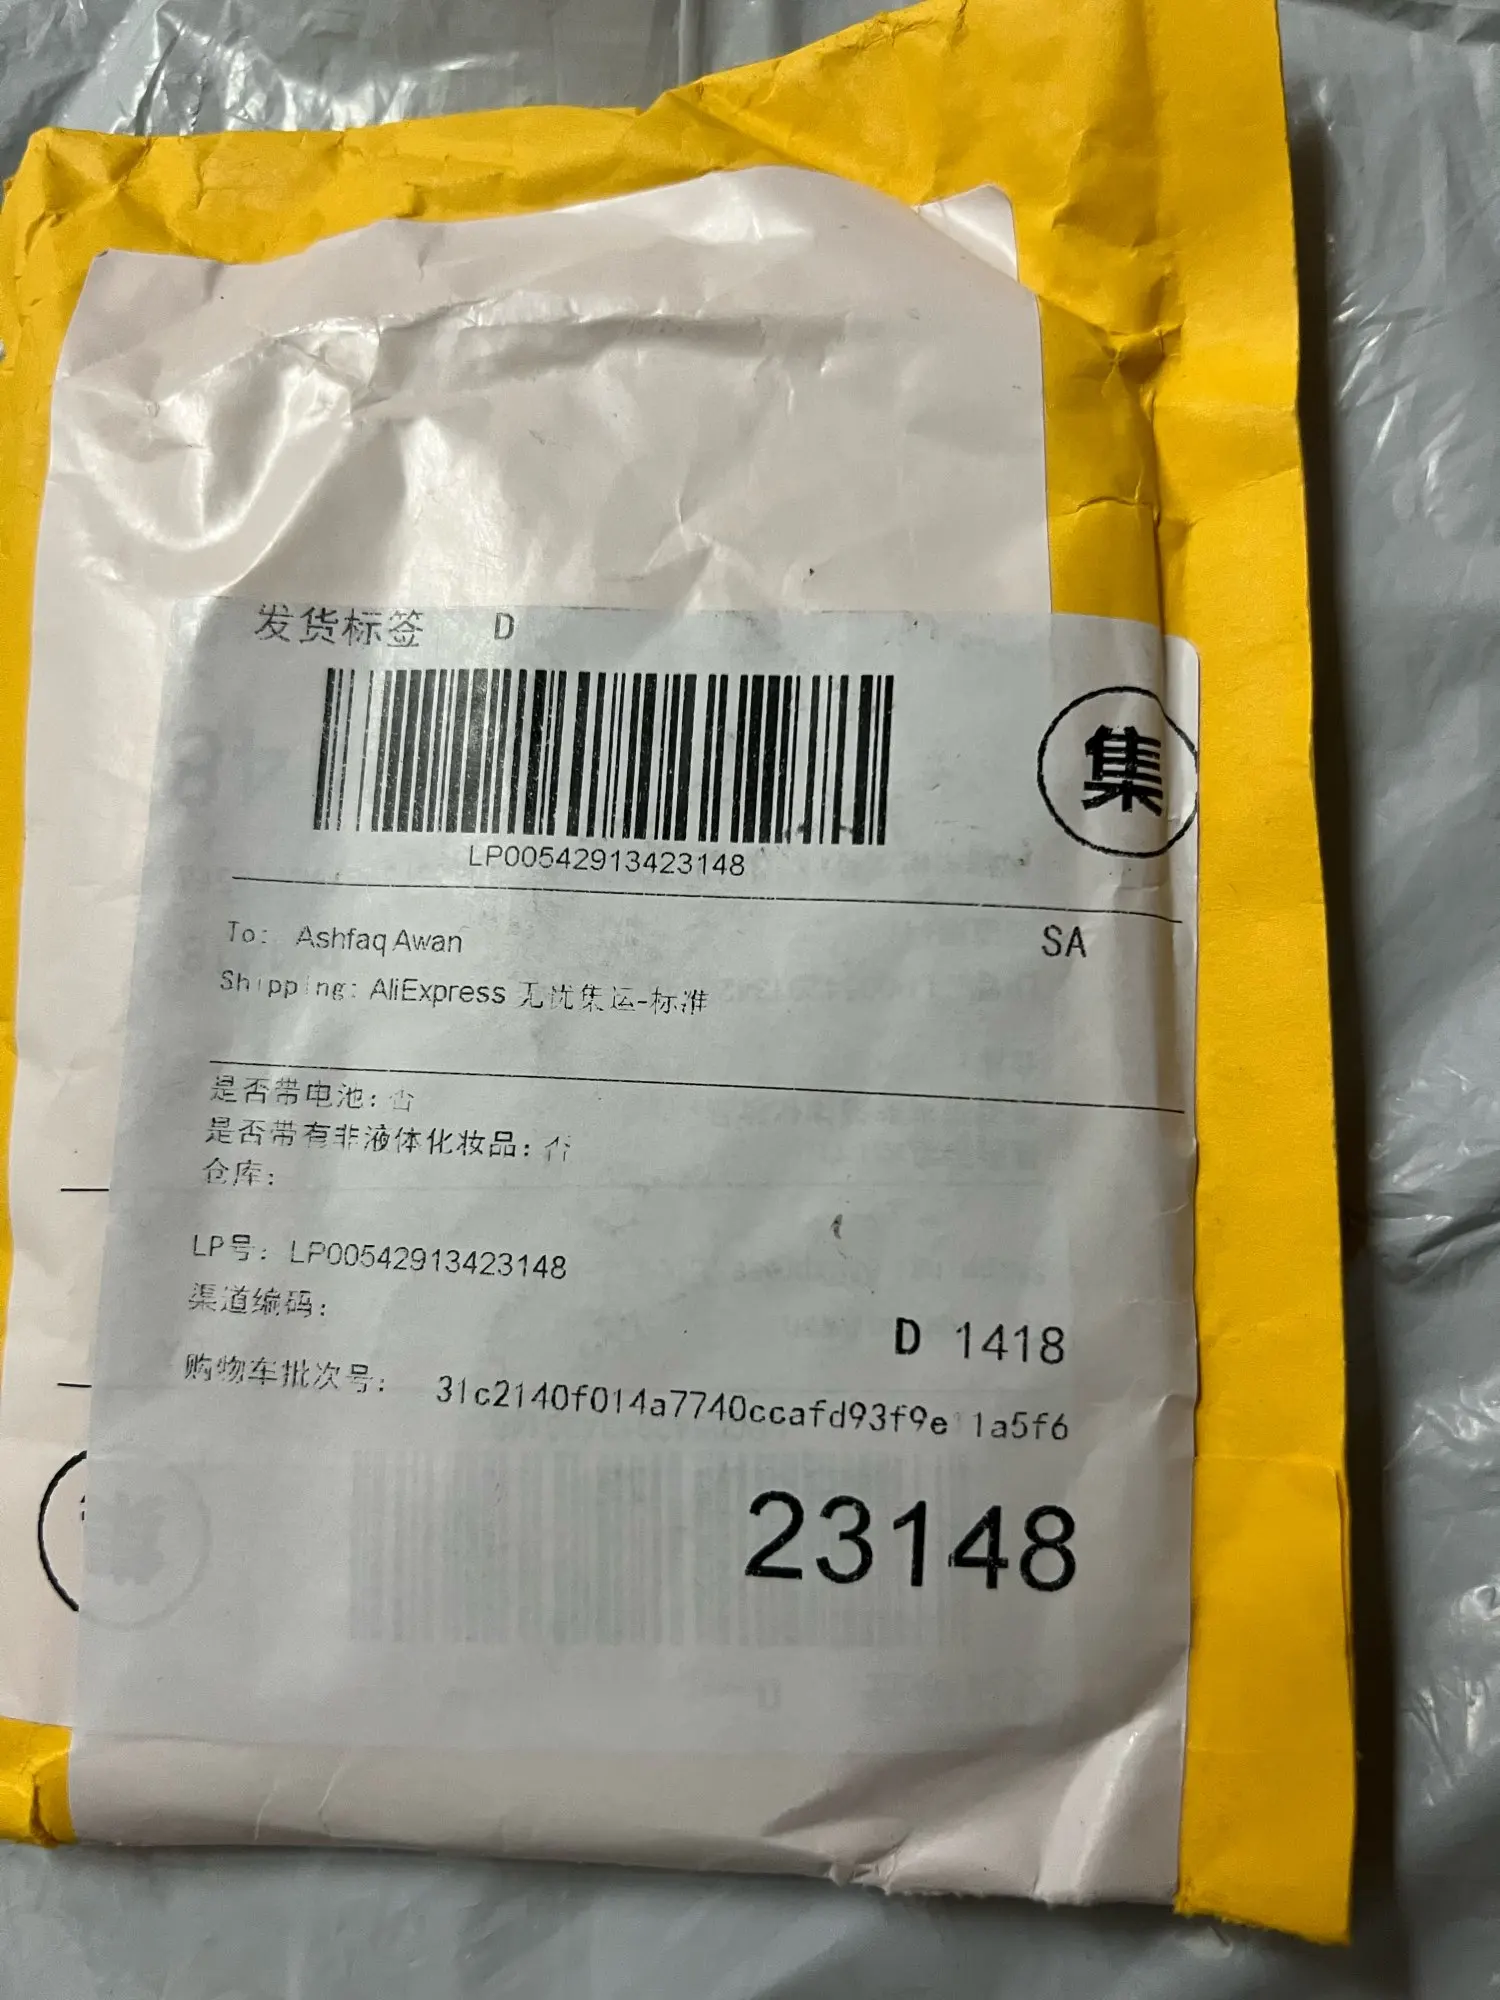 发货标签 D
集
LP00542913423148
To: Ashfaq Awan SA
Shipping: AliExpress 无忧集运-标准
是否带电池: 否
是否带有非液体化妆品: 否
仓库:
LP号: LP00542913423148
渠道编码:
D 1418
购物车批次号: 31c2140f014a7740ccafd93f9e11a5f6
23148